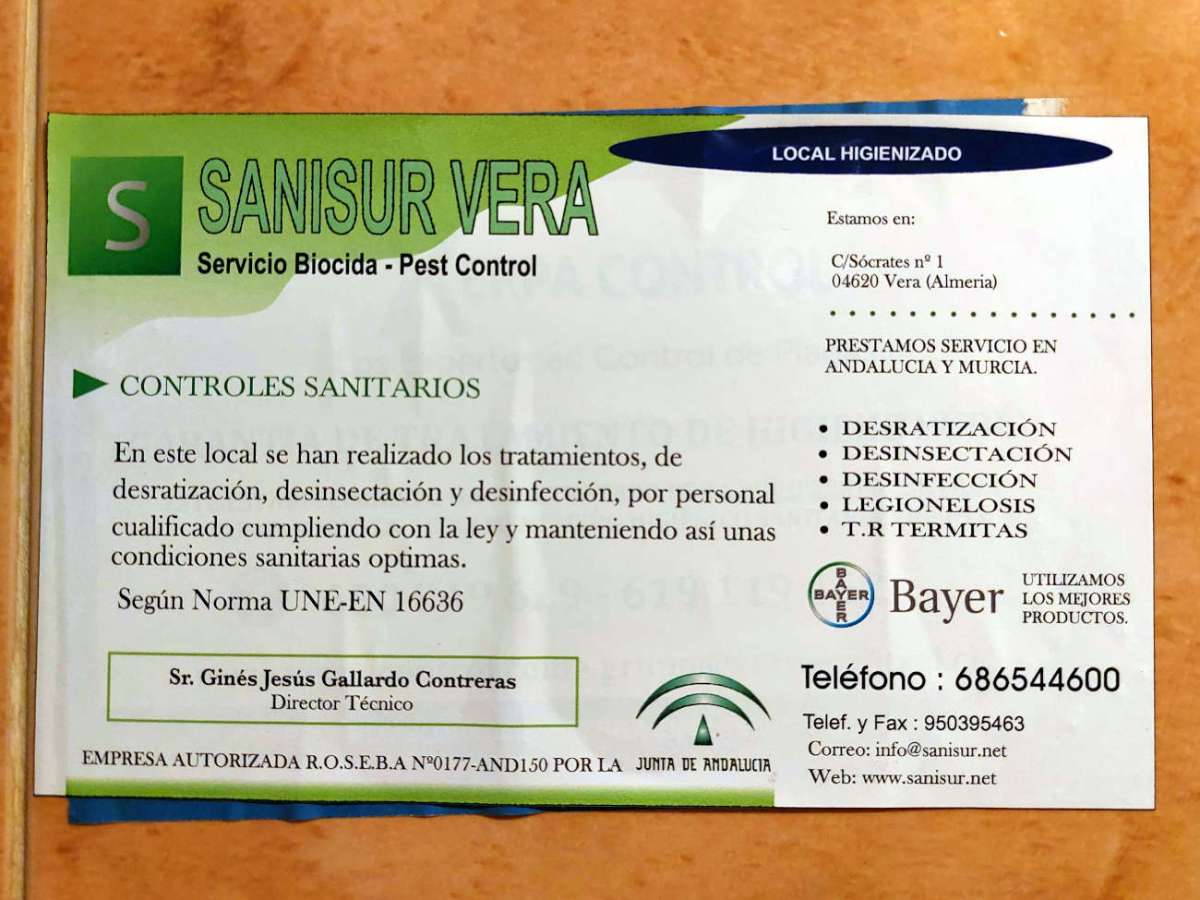 S
SANISUR VERA
Servicio Biocida - Pest Control
LOCAL HIGIENIZADO
Estamos en:
C/Sócrates nº 1
04620 Vera (Almeria)
PRESTAMOS SERVICIO EN
ANDALUCIA Y MURCIA.
CONTROLES SANITARIOS
En este local se han realizado los tratamientos, de
desratización, desinsectación y desinfección, por personal
cualificado cumpliendo con la ley y manteniendo así unas
condiciones sanitarias optimas.
Según Norma UNE-EN 16636
• DESRATIZACIÓN
• DESINSECTACIÓN
• DESINFECCIÓN
• LEGIONELOSIS
• T.R TERMITAS
BAYER
BAYER
Bayer
UTILIZAMOS
LOS MEJORES
PRODUCTOS.
Sr. Ginés Jesús Gallardo Contreras
Director Técnico
EMPRESA AUTORIZADA R.O.S.E.B.A Nº0177-AND150 POR LA JUNTA DE ANDALUCIA
Teléfono : 686544600
Telef. y Fax : 950395463
Correo: info@sanisur.net
Web: www.sanisur.net